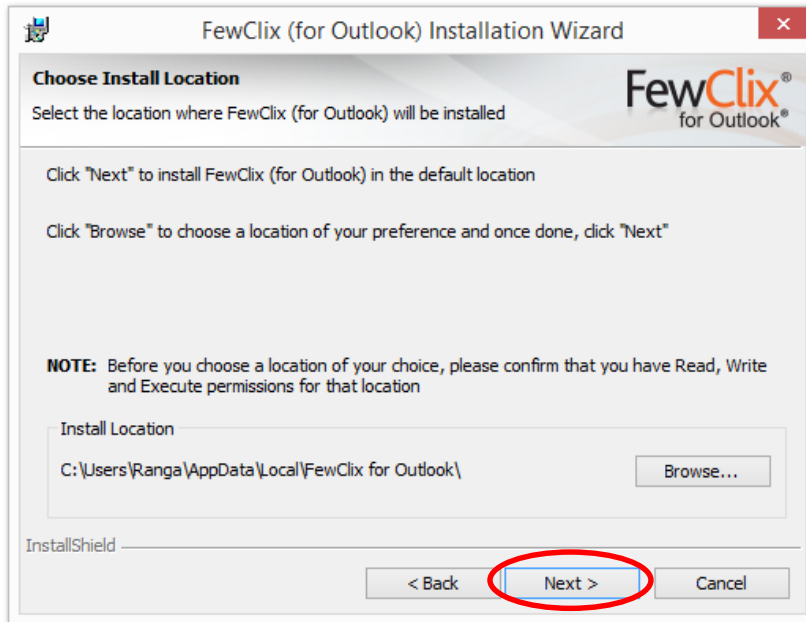 FewClix (for Outlook) Installation Wizard
Choose Install Location
Select the location where FewClix (for Outlook) will be installed
FewClix®
for Outlook®
Click "Next" to install FewClix (for Outlook) in the default location
Click "Browse" to choose a location of your preference and once done, click "Next"
NOTE: Before you choose a location of your choice, please confirm that you have Read, Write
and Execute permissions for that location
Install Location
C:\Users\Ranga\AppData\Local\FewClix for Outlook\
Browse...
InstallShield
< Back
Next >
Cancel